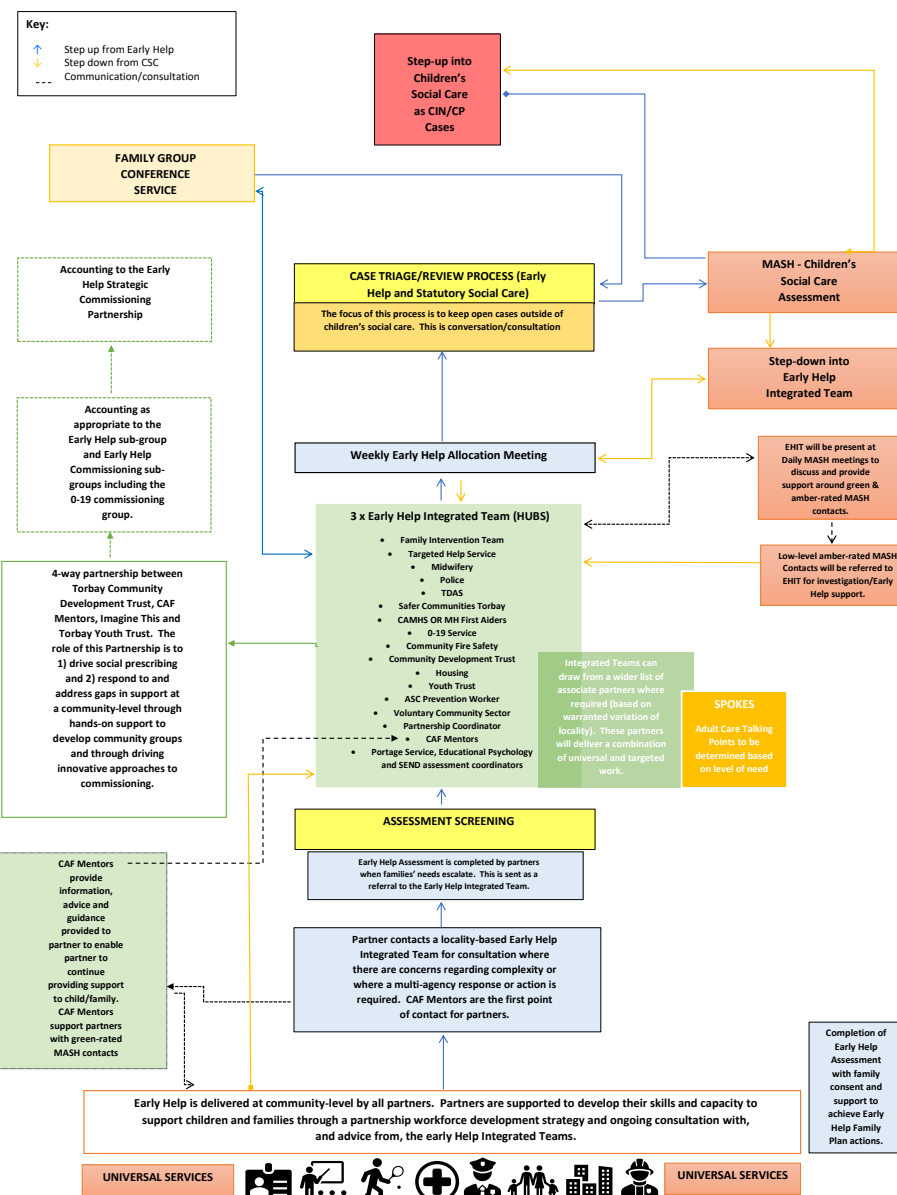 Key:
Step up from Early Help
Step down from CSC
Communication/consultation
Step-up into
Children's
Social Care
as CIN/CP
Cases
FAMILY GROUP
CONFERENCE
SERVICE
Accounting to the Early
Help Strategic
Commissioning
Partnership
CASE TRIAGE/REVIEW PROCESS (Early
Help and Statutory Social Care)
The focus of this process is to keep open cases outside of
children's social care. This is conversation/consultation
MASH - Children's
Social Care
Assessment
Step-down into
Early Help
Integrated Team
Accounting as
appropriate to the
Early Help sub-group
and Early Help
Commissioning sub-
groups including the
0-19 commissioning
group.
Weekly Early Help Allocation Meeting
EHIT will be present at
Daily MASH meetings to
discuss and provide
support around green &
amber-rated MASH
contacts.
Low-level amber-rated MASH
Contacts will be referred to
EHIT for investigation/Early
Help support.
3 x Early Help Integrated Team (HUBS)
• Family Intervention Team
• Targeted Help Service
• Midwifery
• Police
• TDAS
• Safer Communities Torbay
• CAMHS OR MH First Aiders
• 0-19 Service
• Community Fire Safety
• Community Development Trust
• Housing
• Youth Trust
• ASC Prevention Worker
• Voluntary Community Sector
• Partnership Coordinator
• CAF Mentors
• Portage Service, Educational Psychology
and SEND assessment coordinators
4-way partnership between
Torbay Community
Development Trust, CAF
Mentors, Imagine This and
Torbay Youth Trust. The
role of this Partnership is to
1) drive social prescribing
and 2) respond to and
address gaps in support at
a community-level through
hands-on support to
develop community groups
and through driving
innovative approaches to
commissioning.
Integrated Teams can
draw from a wider list of
associate partners where
required (based on
warranted variation of
locality). These partners
will deliver a combination
of universal and targeted
work.
SPOKES
Adult Care Talking
Points to be
determined based
on level of need
ASSESSMENT SCREENING
Early Help Assessment is completed by partners
when families' needs escalate. This is sent as a
referral to the Early Help Integrated Team.
CAF Mentors
provide
information,
advice and
guidance
provided to
partner to enable
partner to
continue
providing support
to child/family.
CAF Mentors
support partners
with green-rated
MASH contacts
Partner contacts a locality-based Early Help
Integrated Team for consultation where
there are concerns regarding complexity or
where a multi-agency response or action is
required. CAF Mentors are the first point
of contact for partners.
Completion of
Early Help
Assessment
with family
consent and
support to
achieve Early
Help Family
Plan actions.
Early Help is delivered at community-level by all partners. Partners are supported to develop their skills and capacity to
support children and families through a partnership workforce development strategy and ongoing consultation with,
and advice from, the early Help Integrated Teams.
UNIVERSAL SERVICES
UNIVERSAL SERVICES